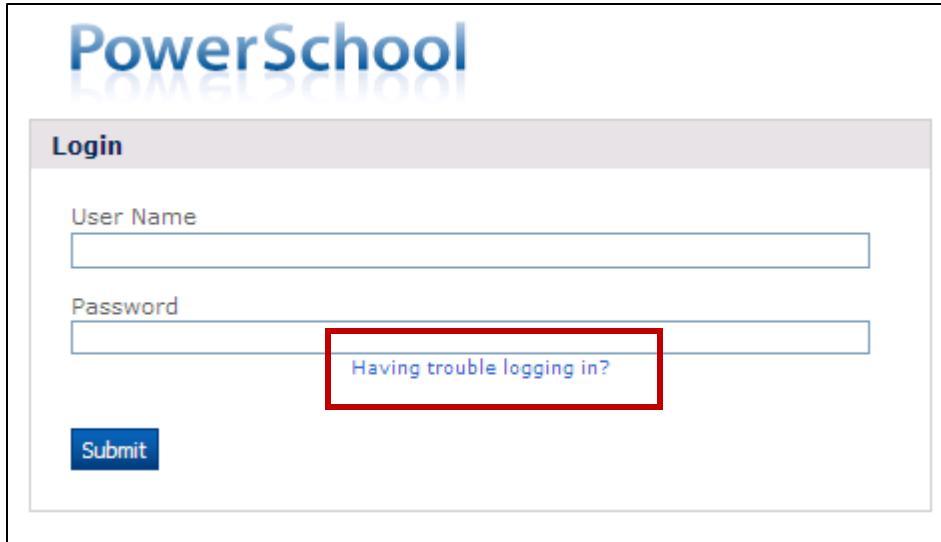 PowerSchool
Login
User Name
Password
Having trouble logging in?
Submit